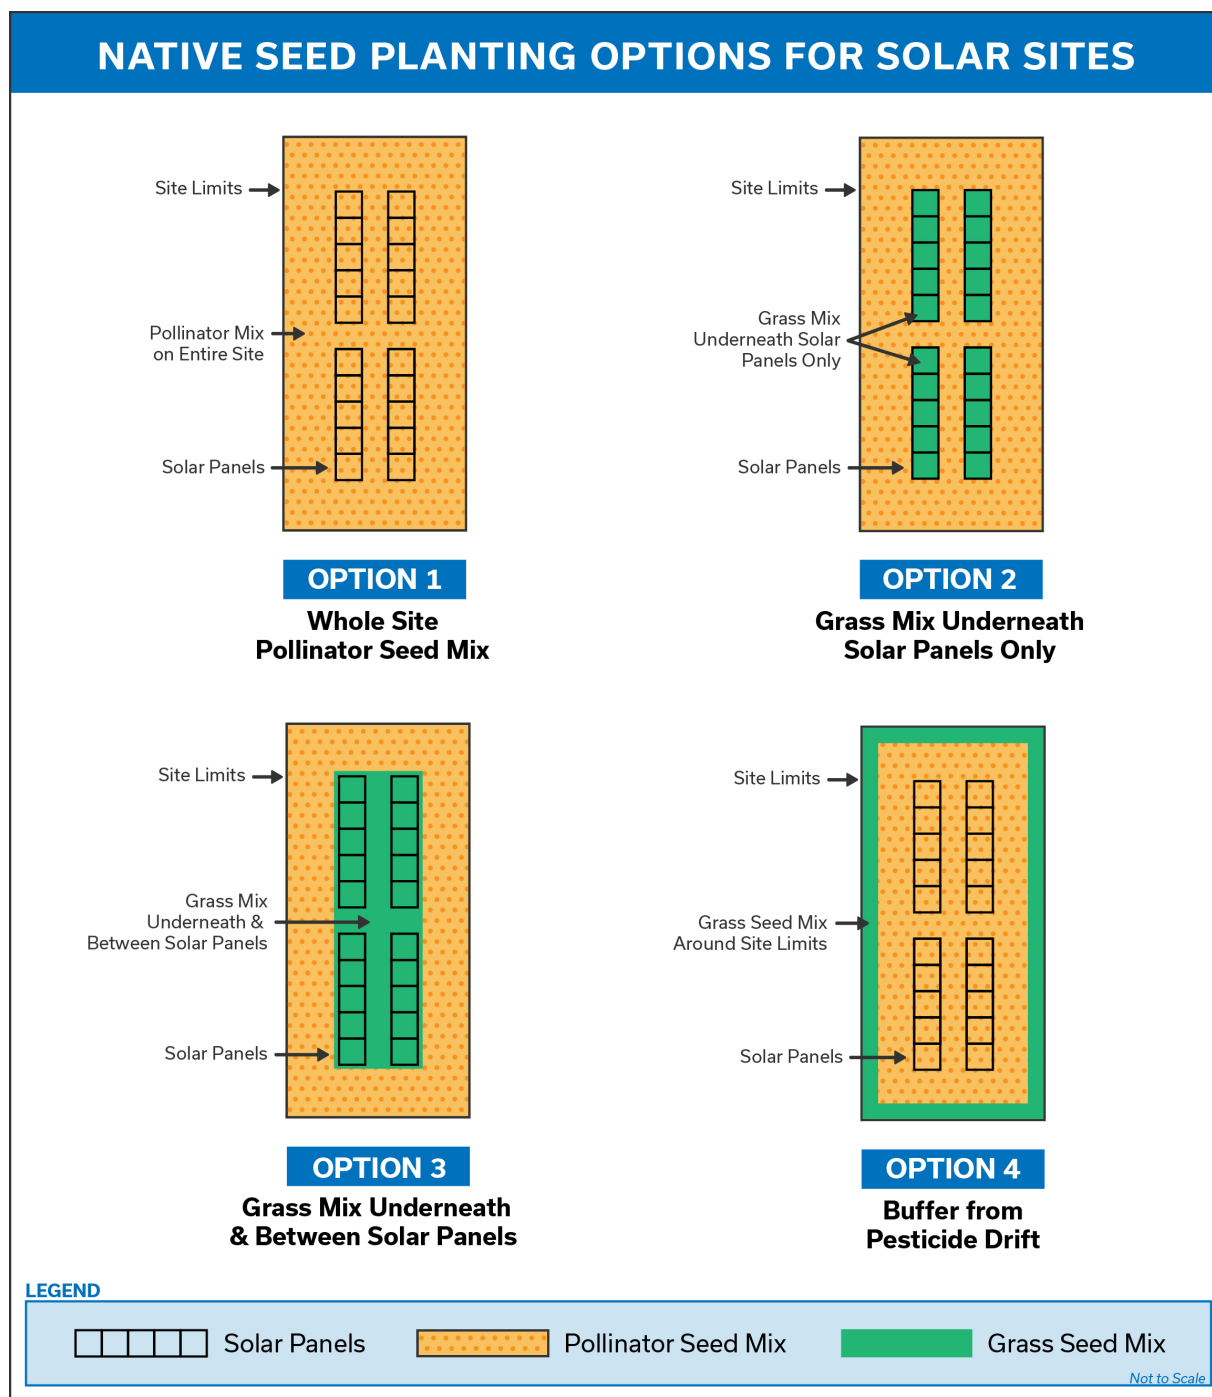 NATIVE SEED PLANTING OPTIONS FOR SOLAR SITES
Site Limits
Pollinator Mix
on Entire Site
Solar Panels
OPTION 1
Whole Site
Pollinator Seed Mix
Site Limits
Grass Mix
Underneath Solar
Panels Only
Solar Panels
OPTION 2
Grass Mix Underneath
Solar Panels Only
Site Limits
Grass Mix
Underneath &
Between Solar Panels
Solar Panels
OPTION 3
Grass Mix Underneath
& Between Solar Panels
Site Limits
Grass Seed Mix
Around Site Limits
Solar Panels
OPTION 4
Buffer from
Pesticide Drift
LEGEND
Solar Panels
Pollinator Seed Mix
Grass Seed Mix
Not to Scale